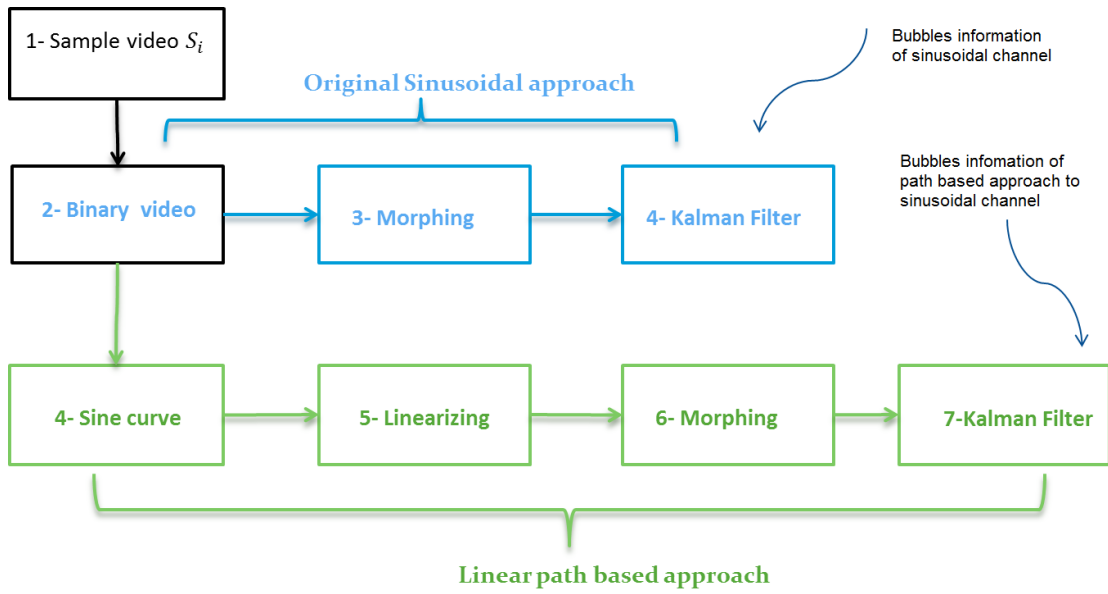 1- Sample video S_i
Bubbles information
of sinusoidal channel
Original Sinusoidal approach
Bubbles infomation of
path based approach to
sinusoidal channel
2- Binary video
3- Morphing
4- Kalman Filter
4- Sine curve
5- Linearizing
6- Morphing
7-Kalman Filter
Linear path based approach